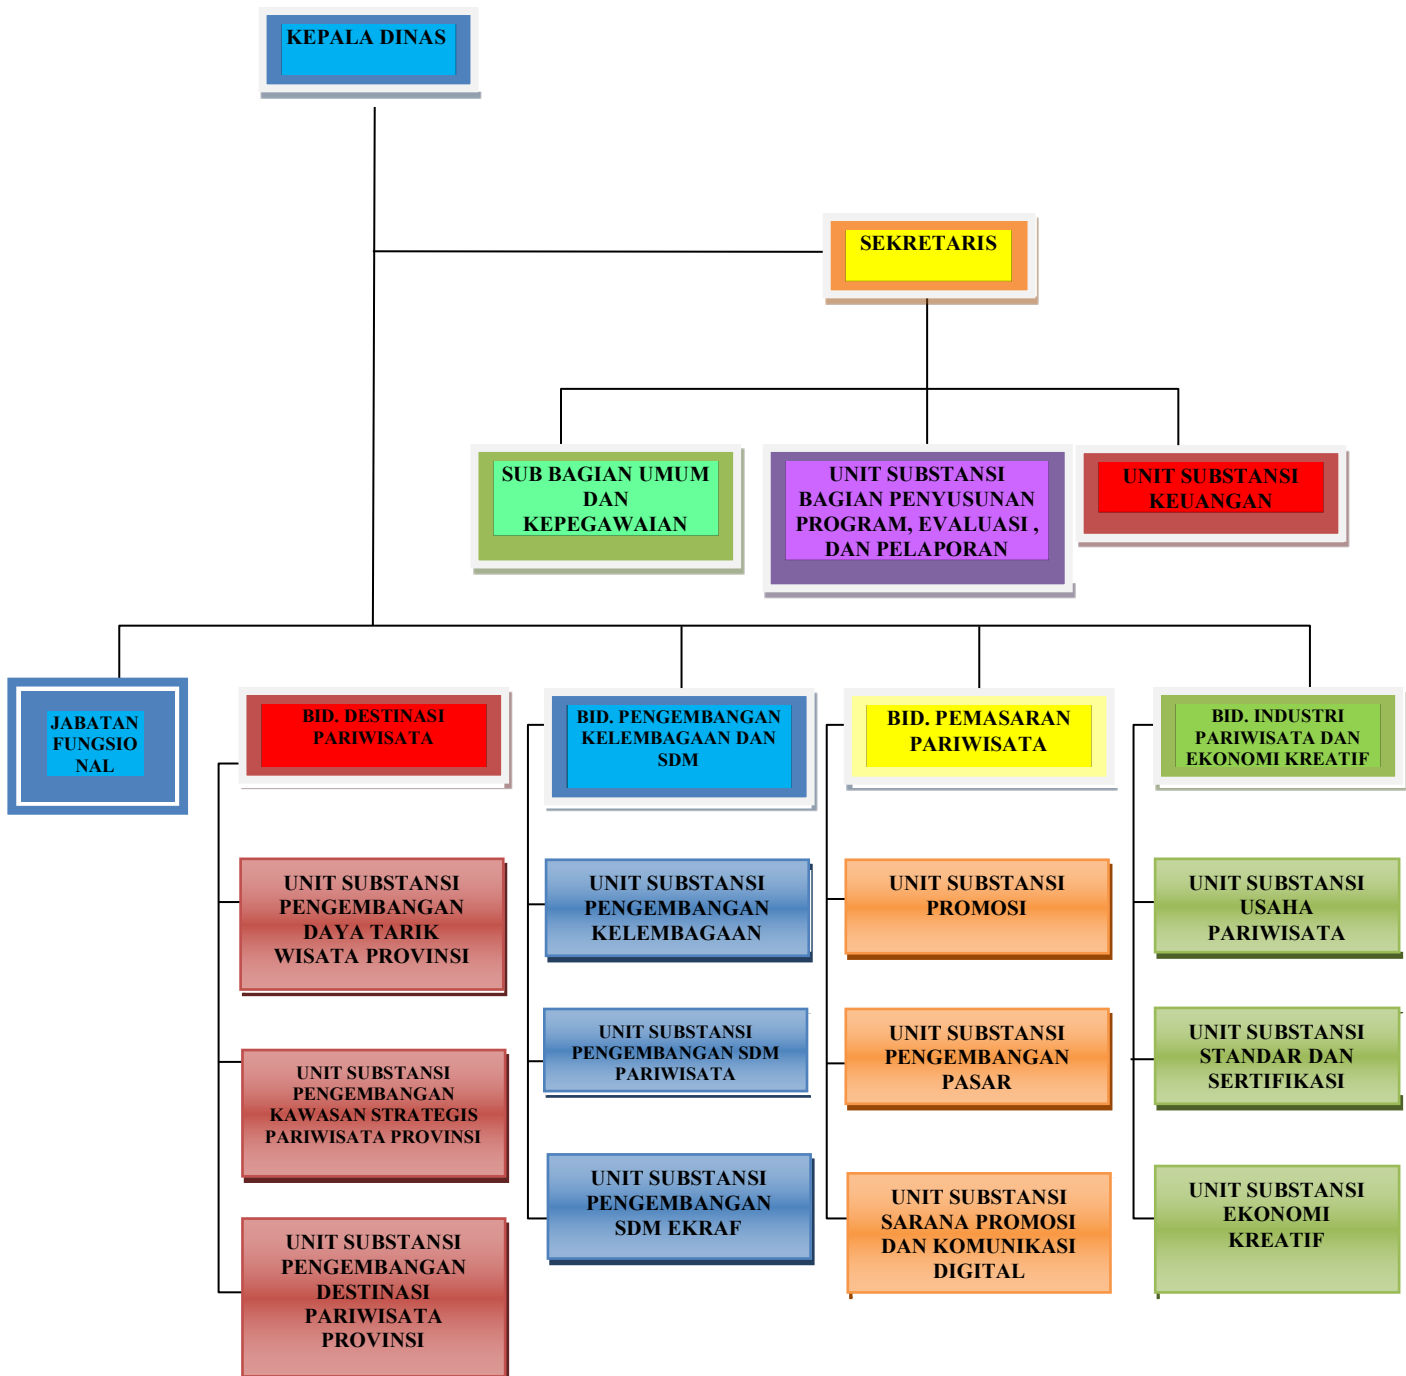 KEPALA DINAS
SEKRETARIS
SUB BAGIAN UMUM
DAN
KEPEGAWAIAN
UNIT SUBSTANSI
BAGIAN PENYUSUNAN
PROGRAM, EVALUASI ,
DAN PELAPORAN
UNIT SUBSTANSI
KEUANGAN
JABATAN
FUNGSIO
NAL
BID. DESTINASI
PARIWISATA
BID. PENGEMBANGAN
KELEMBAGAAN DAN
SDM
BID. PEMASARAN
PARIWISATA
BID. INDUSTRI
PARIWISATA DAN
EKONOMI KREATIF
UNIT SUBSTANSI
PENGEMBANGAN
DAYA TARIK
WISATA PROVINSI
UNIT SUBSTANSI
PENGEMBANGAN
KELEMBAGAAN
UNIT SUBSTANSI
PROMOSI
UNIT SUBSTANSI
USAHA
PARIWISATA
UNIT SUBSTANSI
PENGEMBANGAN
KAWASAN STRATEGIS
PARIWISATA PROVINSI
UNIT SUBSTANSI
PENGEMBANGAN SDM
PARIWISATA
UNIT SUBSTANSI
PENGEMBANGAN
PASAR
UNIT SUBSTANSI
STANDAR DAN
SERTIFIKASI
UNIT SUBSTANSI
PENGEMBANGAN
DESTINASI
PARIWISATA
PROVINSI
UNIT SUBSTANSI
PENGEMBANGAN
SDM EKRAF
UNIT SUBSTANSI
SARANA PROMOSI
DAN KOMUNIKASI
DIGITAL
UNIT SUBSTANSI
EKONOMI
KREATIF